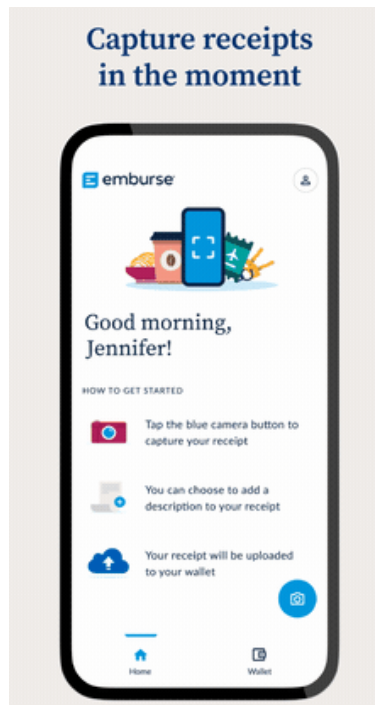 Capture receipts
in the moment
emburse
Good morning,
Jennifer!
HOW TO GET STARTED
Tap the blue camera button to
capture your receipt
You can choose to add a
description to your receipt
Your receipt will be uploaded
to your wallet
Home
Wallet